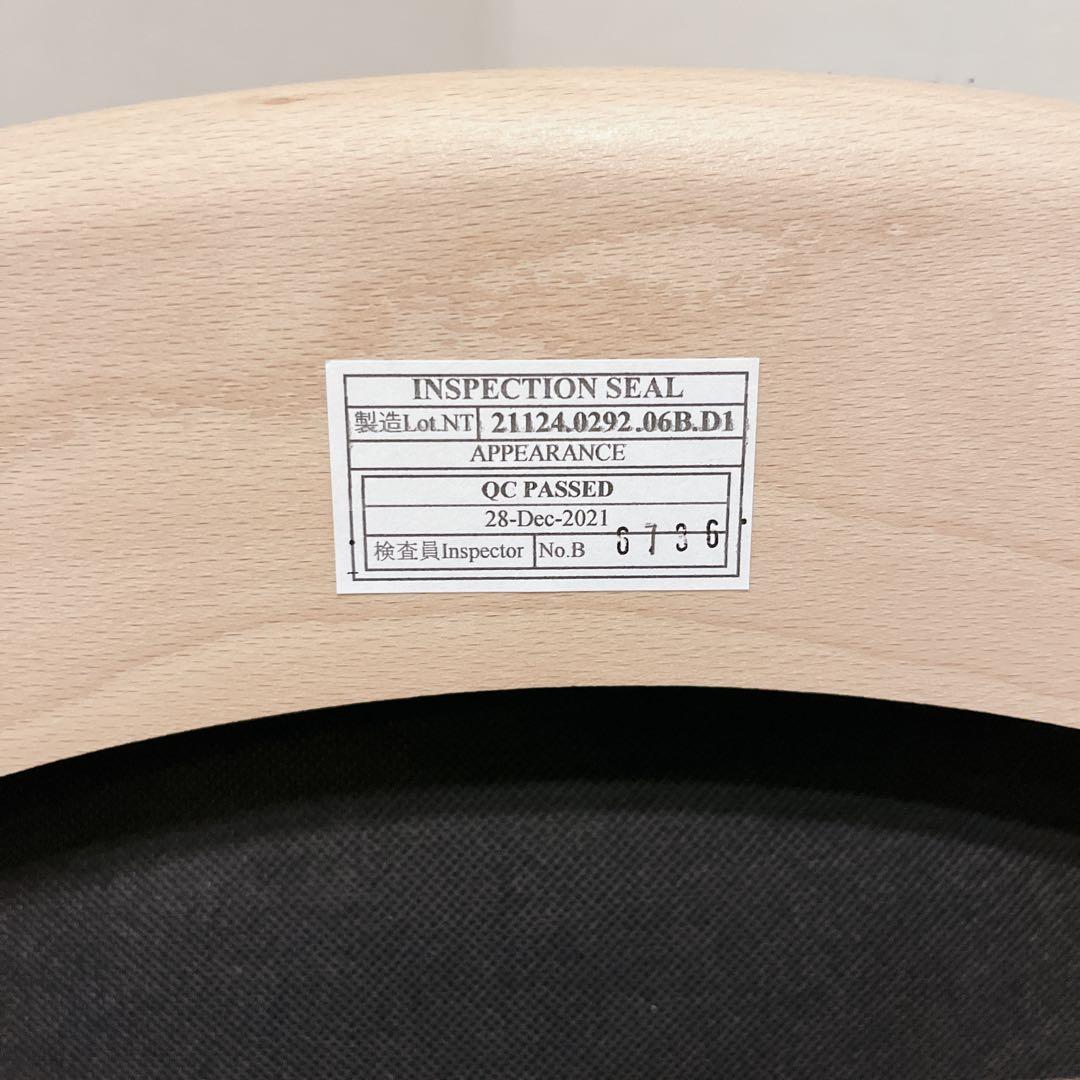 INSPECTION SEAL
製造Lot.NT 21124.0292.06B.D1
APPEARANCE
QC PASSED
28-Dec-2021
検査員Inspector No.B 6736